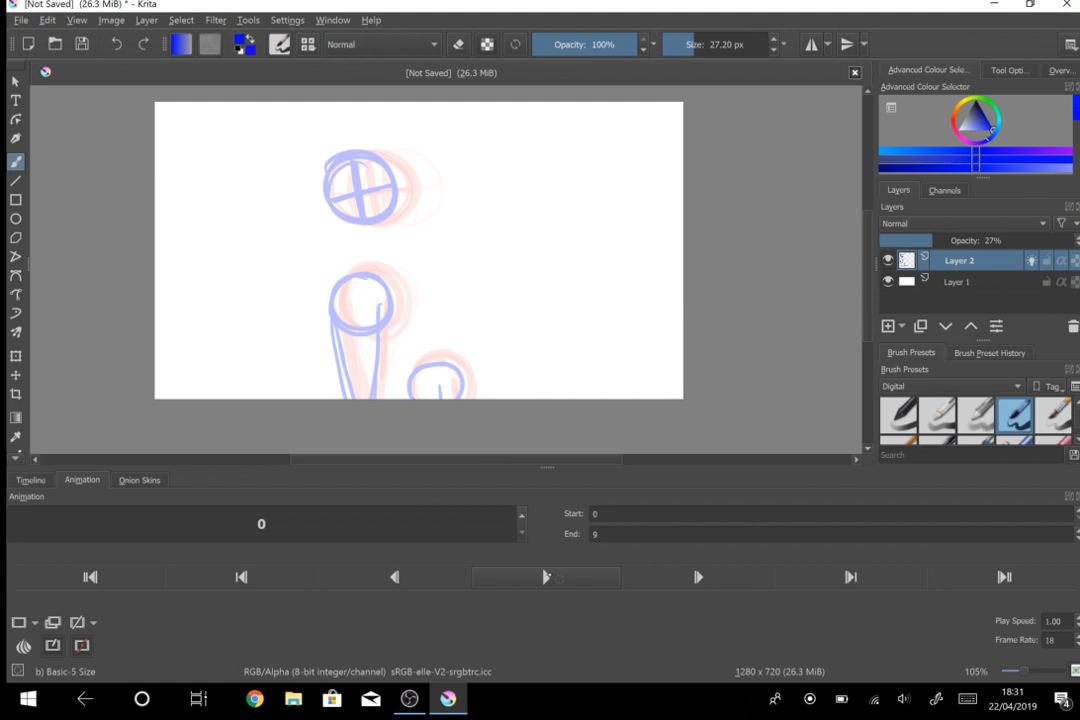 [Not Saved] (26.3 MiB) * - Krita
File Edit View Image Layer Select Filter Tools Settings Window Help
Normal Opacity: 100% Size: 27.20 px
[Not Saved] (26.3 MiB)
Advanced Colour Sele... Tool Opti... Overv...
Advanced Colour Selector
Layers Channels
Layers
Normal
Opacity: 27%
Layer 2
Layer 1
Brush Presets Brush Preset History
Brush Presets
Digital Tag
Search
Timeline Animation Onion Skins
Animation
0
Start: 0
End: 9
Play Speed: 1.00
Frame Rate: 18
b) Basic-5 Size RGB/Alpha (8-bit integer/channel) sRGB-elle-V2-srgbtrc.icc 1280 x 720 (26.3 MiB) 105%
18:31
22/04/2019
4